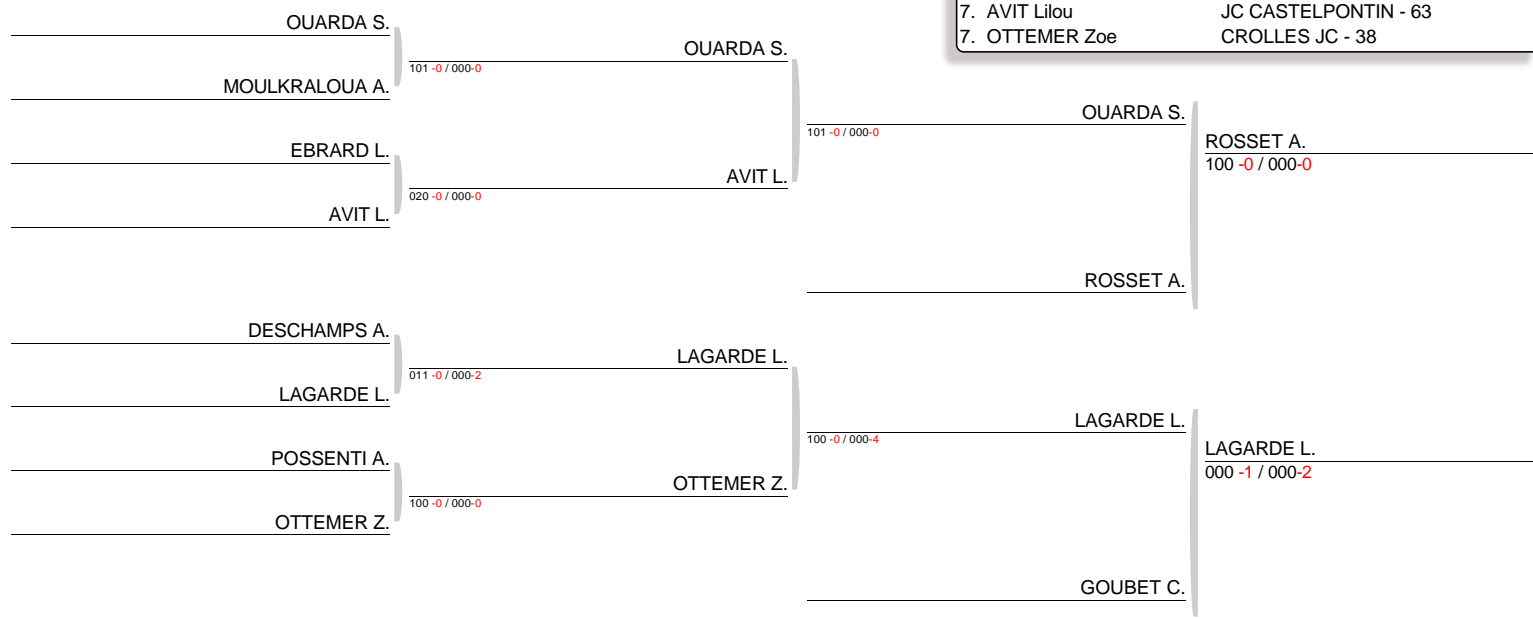 7. AVIT Lilou JC CASTELPONTIN - 63
7. OTTEMER Zoe CROLLES JC - 38
OUARDA S.
MOULKRALOUA A.
EBRARD L.
AVIT L.
DESCHAMPS A.
LAGARDE L.
POSSENTI A.
OTTEMER Z.
OUARDA S.
101 -0 / 000-0
AVIT L.
020 -0 / 000-0
LAGARDE L.
011 -0 / 000-2
OTTEMER Z.
100 -0 / 000-0
OUARDA S.
101 -0 / 000-0
ROSSET A.
LAGARDE L.
100 -0 / 000-4
GOUBET C.
ROSSET A.
100 -0 / 000-0
LAGARDE L.
000 -1 / 000-2